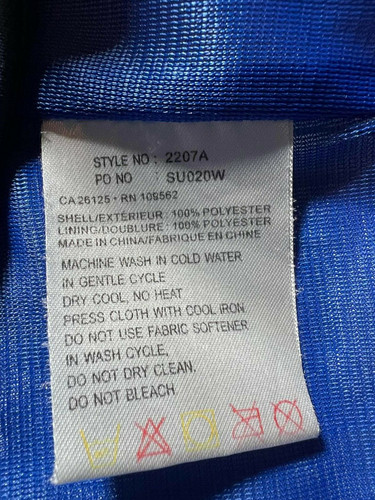 STYLE NO : 2207A
PO NO : SU020W
CA 26125 • RN 109562
SHELL/EXTÉRIEUR: 100% POLYESTER
LINING/DOUBLURE : 100% POLYESTER
MADE IN CHINA/FABRIQUE EN CHINE
MACHINE WASH IN COLD WATER
IN GENTLE CYCLE
DRY COOL, NO HEAT
PRESS CLOTH WITH COOL IRON
DO NOT USE FABRIC SOFTENER
IN WASH CYCLE,
DO NOT DRY CLEAN,
DO NOT BLEACH